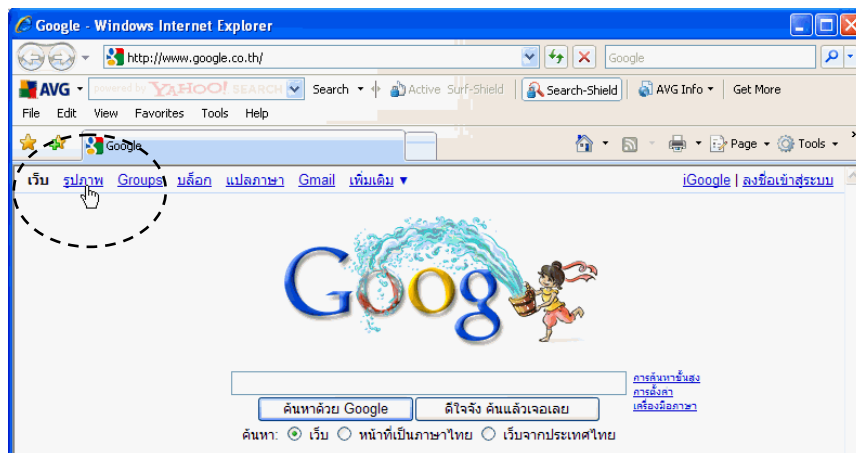 Google - Windows Internet Explorer
http://www.google.co.th/ Google
AVG powered by YAHOO! SEARCH Search Active Surf-Shield Search-Shield AVG Info Get More
File Edit View Favorites Tools Help
Google Page Tools
เว็บ รูปภาพ Groups บล็อก แปลภาษา Gmail เพิ่มเติม ▼ iGoogle | ลงชื่อเข้าสู่ระบบ
Goog
การค้นหาขั้นสูง
การตั้งค่า
เครื่องมือภาษา
ค้นหาด้วย Google ดีใจจัง ค้นแล้วเจอเลย
ค้นหา: เว็บ หน้าที่เป็นภาษาไทย เว็บจากประเทศไทย